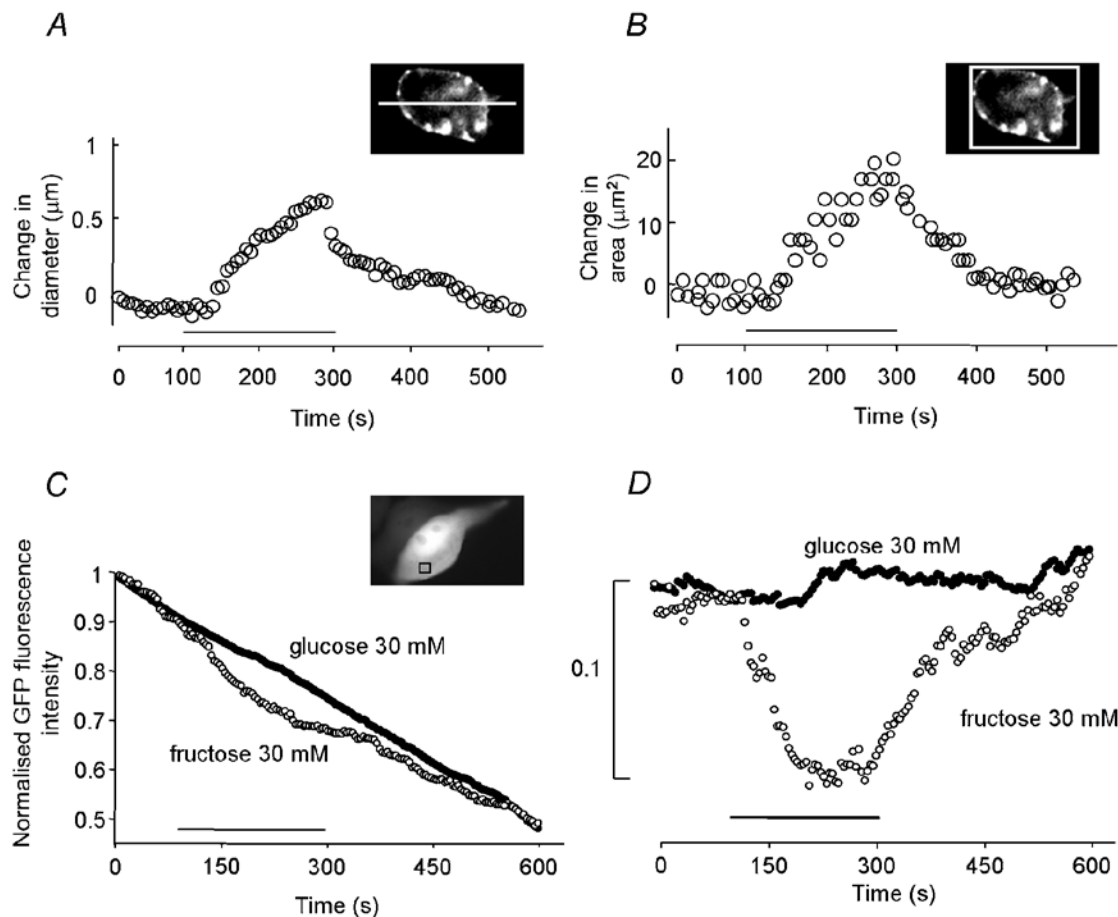 A
Change in
diameter (μm)
1
0.5
0
0 100 200 300 400 500
Time (s)
B
Change in
area (μm²)
20
10
0
0 100 200 300 400 500
Time (s)
C
Normalised GFP fluorescence
intensity
1
0.9
0.8
0.7
0.6
0.5
glucose 30 mM
fructose 30 mM
0 150 300 450 600
Time (s)
D
glucose 30 mM
0.1
fructose 30 mM
0 150 300 450 600
Time (s)